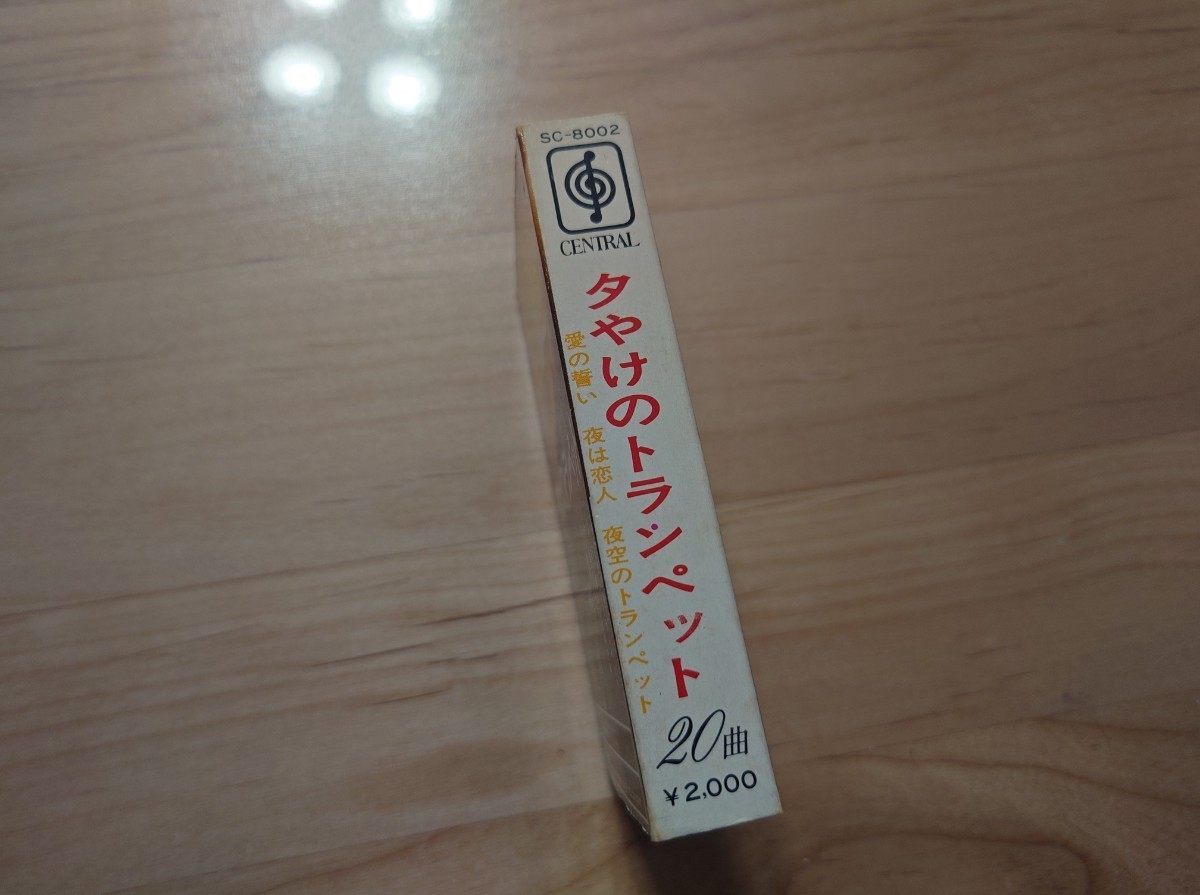 SC-8002
CENTRAL
夕やけのトランペット
愛の誓い 夜は恋人 夜空のトランペット
20曲
¥2,000